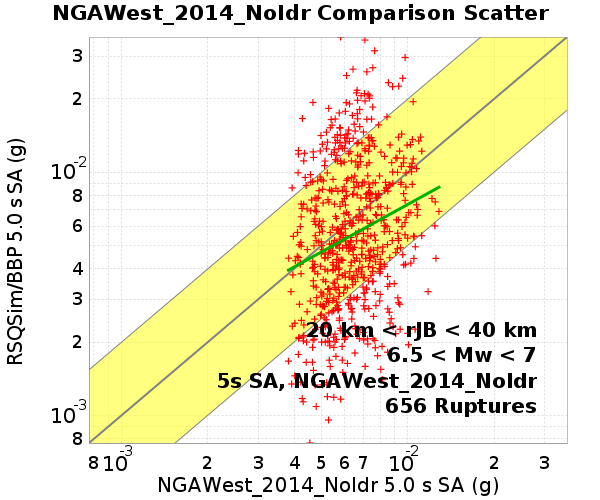 NGAWest_2014_NoIdr Comparison Scatter
RSQSim/BBP 5.0 s SA (g)
3
2
10-2
8
6
4
3
2
10-3
8
20 km < rJB < 40 km
6.5 < Mw < 7
5s SA, NGAWest_2014_NoIdr
656 Ruptures
8 10-3 2 3 4 5 6 7 10-2 2 3
NGAWest_2014_NoIdr 5.0 s SA (g)